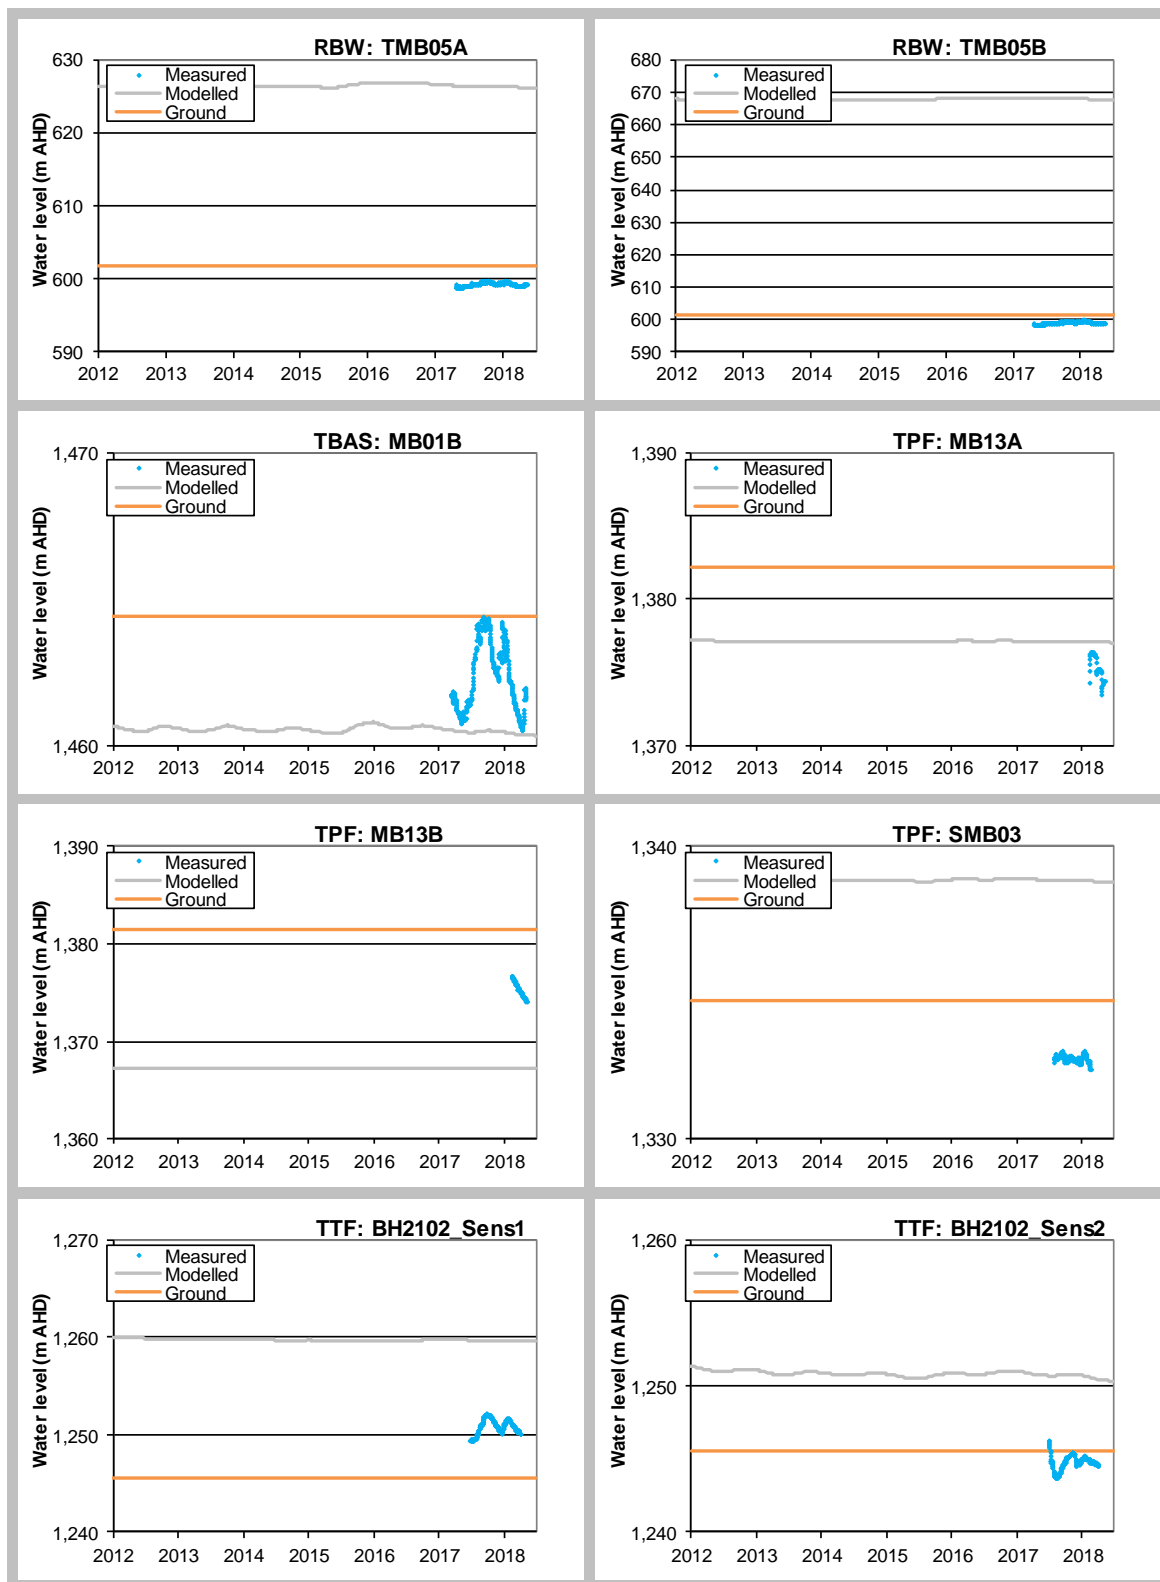 RBW: TMB05A
Water level (m AHD)
Measured
Modelled
Ground
630
620
610
600
590
2012 2013 2014 2015 2016 2017 2018
RBW: TMB05B
Water level (m AHD)
Measured
Modelled
Ground
680
670
660
650
640
630
620
610
600
590
2012 2013 2014 2015 2016 2017 2018
TBAS: MB01B
Water level (m AHD)
Measured
Modelled
Ground
1,470
1,460
2012 2013 2014 2015 2016 2017 2018
TPF: MB13A
Water level (m AHD)
Measured
Modelled
Ground
1,390
1,380
1,370
2012 2013 2014 2015 2016 2017 2018
TPF: MB13B
Water level (m AHD)
Measured
Modelled
Ground
1,390
1,380
1,370
1,360
2012 2013 2014 2015 2016 2017 2018
TPF: SMB03
Water level (m AHD)
Measured
Modelled
Ground
1,340
1,330
2012 2013 2014 2015 2016 2017 2018
TTF: BH2102_Sens1
Water level (m AHD)
Measured
Modelled
Ground
1,270
1,260
1,250
1,240
2012 2013 2014 2015 2016 2017 2018
TTF: BH2102_Sens2
Water level (m AHD)
Measured
Modelled
Ground
1,260
1,250
1,240
2012 2013 2014 2015 2016 2017 2018